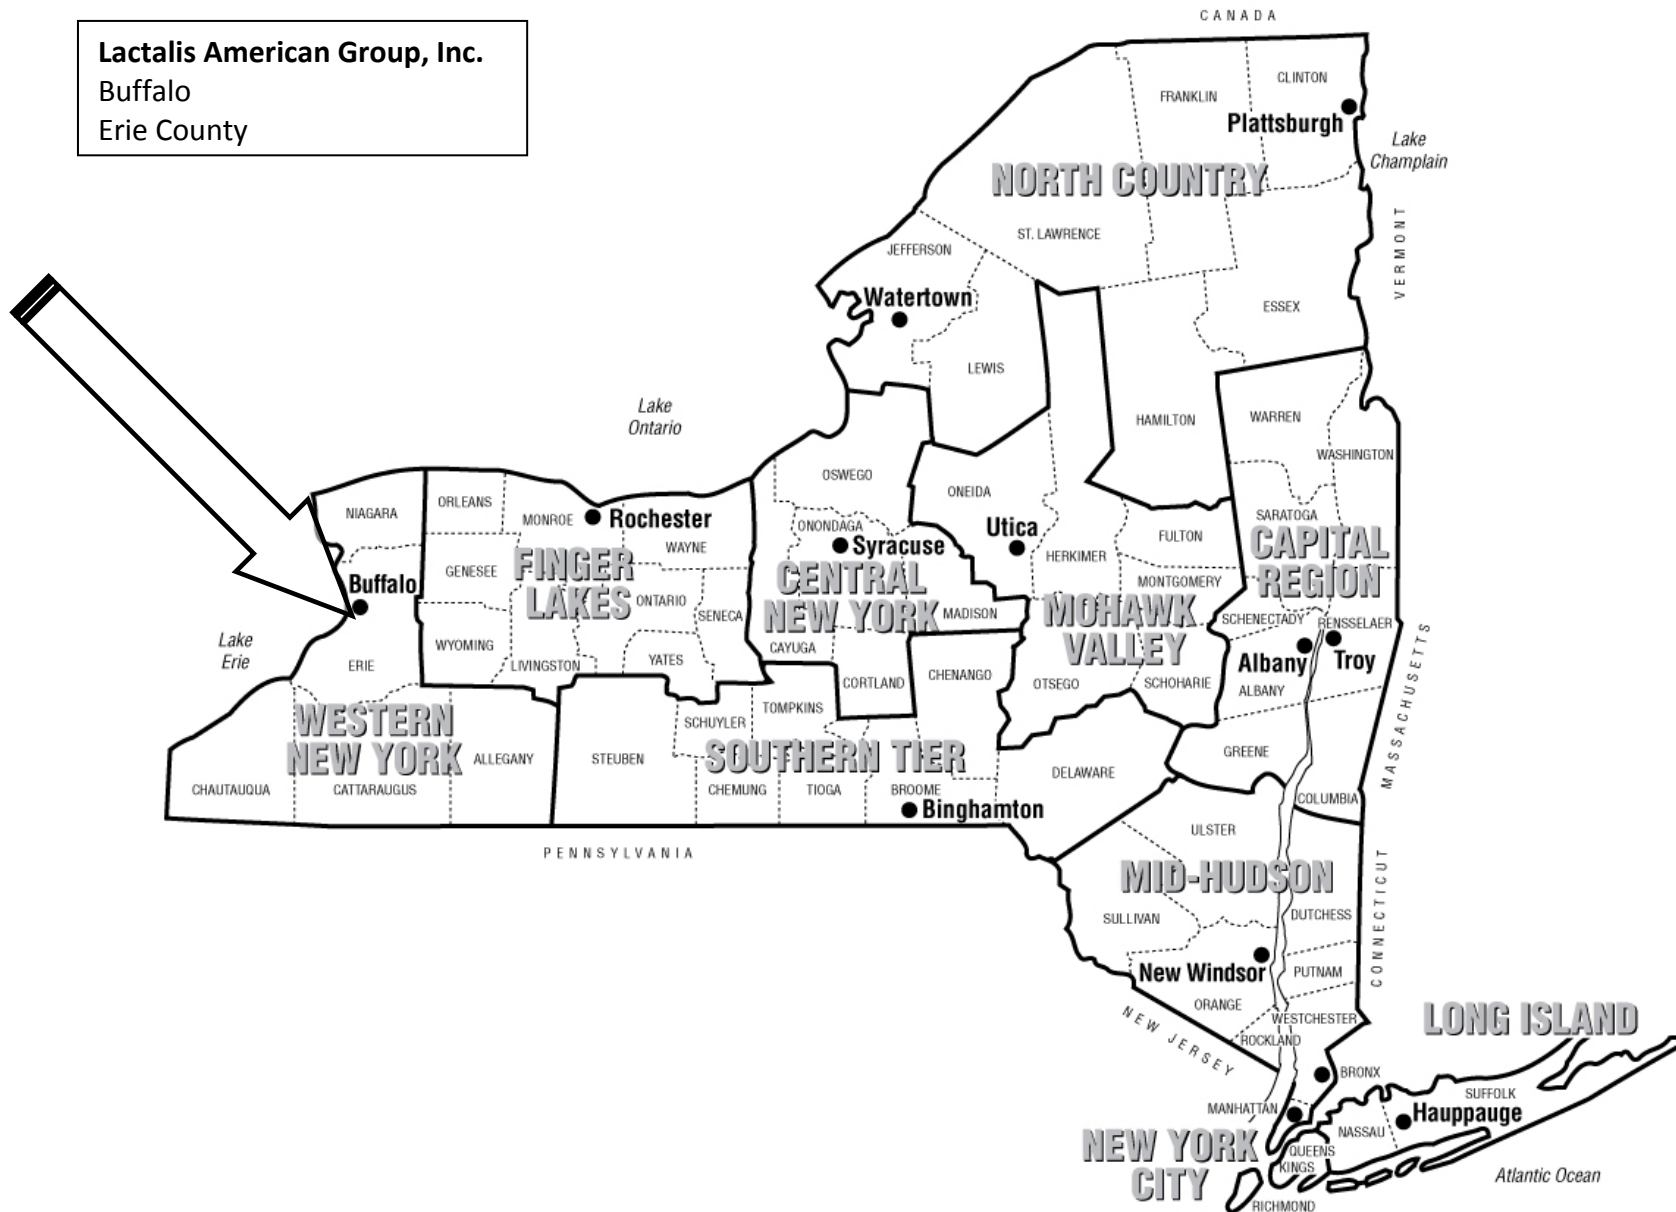 Lactalis American Group, Inc.
Buffalo
Erie County
CANADA
CLINTON
FRANKLIN
Plattsburgh
Lake
Champlain
NORTH COUNTRY
VERMONT
ST. LAWRENCE
JEFFERSON
Watertown
ESSEX
LEWIS
Lake
Ontario
HAMILTON
WARREN
WASHINGTON
OSWEGO
ONEIDA
NIAGARA
ORLEANS
MONROE
Rochester
WAYNE
ONONDAGA
Syracuse
Utica
HERKIMER
FULTON
SARATOGA
CAPITAL
REGION
FINGER
LAKES
GENESEE
ONTARIO
SENECA
CENTRAL
NEW YORK
MADISON
MONTGOMERY
MOHAWK
VALLEY
SCHENECTADY
RENSSELAER
Buffalo
Lake
Erie
ERIE
WYOMING
LIVINGSTON
YATES
CAYUGA
CORTLAND
CHENANGO
OTSEGO
SCHOHARIE
Albany
Troy
ALBANY
MASSACHUSETTS
WESTERN
NEW YORK
ALLEGANY
CHAUTAUQUA
CATTARAUGUS
STEUBEN
SCHUYLER
TOMPKINS
SOUTHERN TIER
CHEMUNG
TIOGA
BROOME
Binghamton
DELAWARE
GREENE
COLUMBIA
PENNSYLVANIA
ULSTER
MID-HUDSON
SULLIVAN
DUTCHESS
CONNECTICUT
New Windsor
PUTNAM
ORANGE
WESTCHESTER
ROCKLAND
NEW JERSEY
LONG ISLAND
BRONX
SUFFOLK
MANHATTAN
Hauppauge
NASSAU
NEW YORK
CITY
QUEENS
KINGS
RICHMOND
Atlantic Ocean